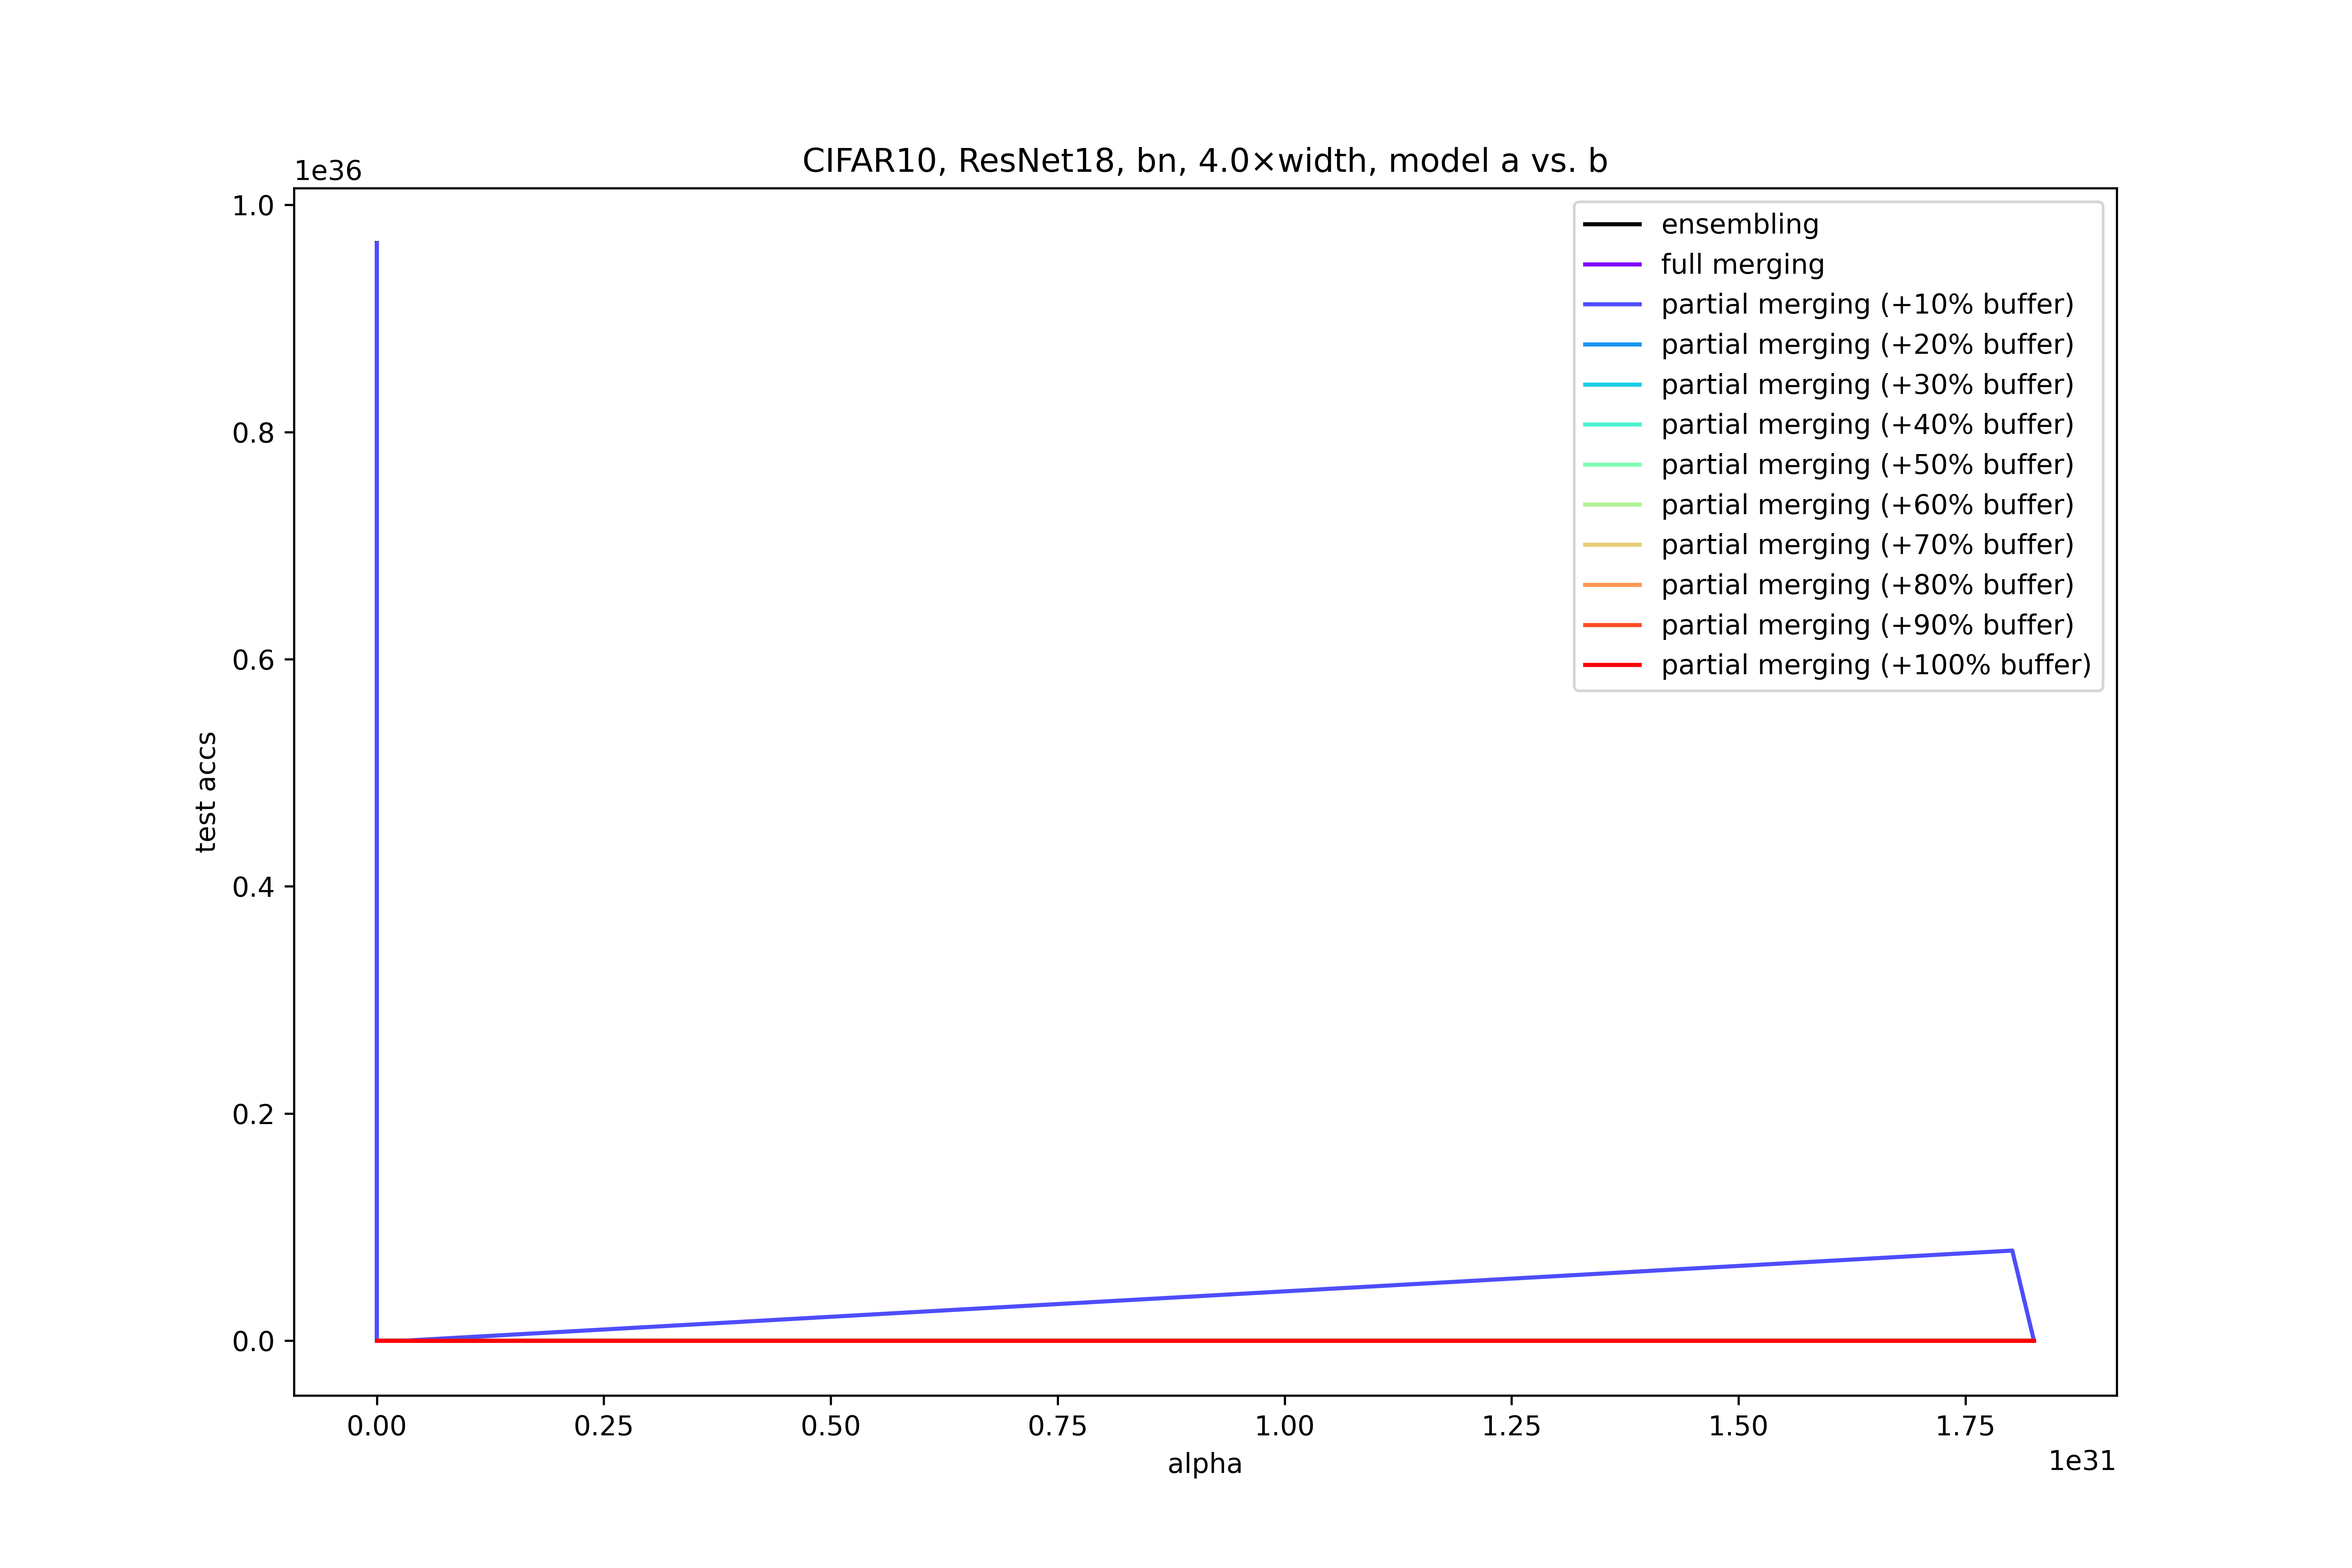 CIFAR10, ResNet18, bn, 4.0×width, model a vs. b
1e36
1.0
0.8
0.6
0.4
0.2
0.0
test accs
ensembling
full merging
partial merging (+10% buffer)
partial merging (+20% buffer)
partial merging (+30% buffer)
partial merging (+40% buffer)
partial merging (+50% buffer)
partial merging (+60% buffer)
partial merging (+70% buffer)
partial merging (+80% buffer)
partial merging (+90% buffer)
partial merging (+100% buffer)
0.00 0.25 0.50 0.75 1.00 1.25 1.50 1.75
1e31
alpha